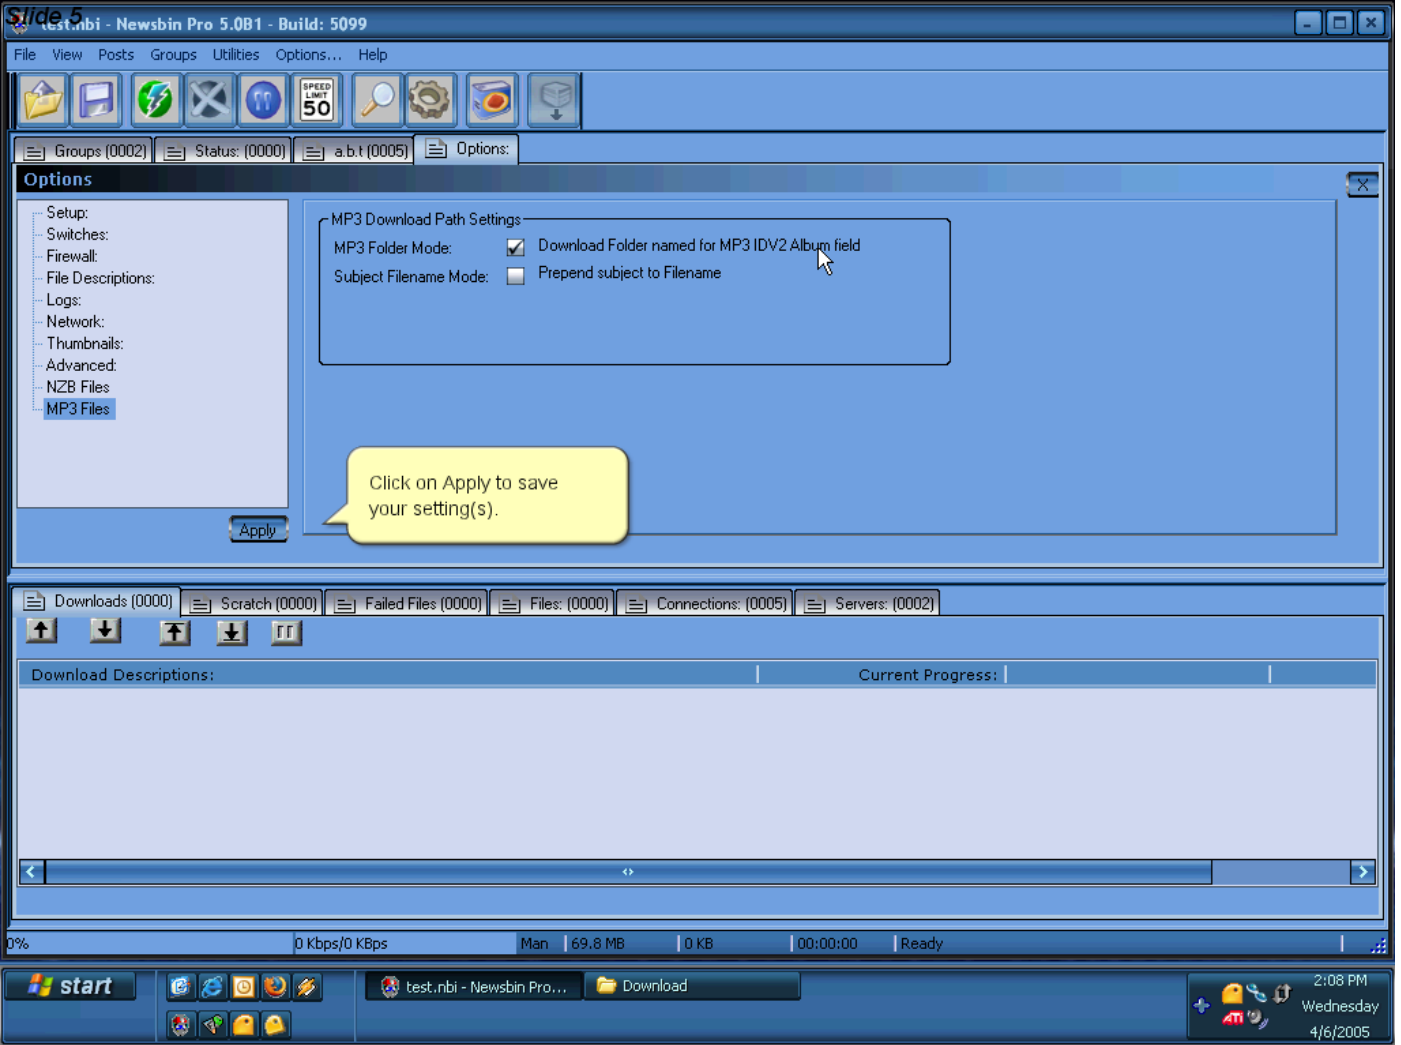 Slide 5
test.nbi - Newsbin Pro 5.0B1 - Build: 5099
File View Posts Groups Utilities Options... Help
SPEED
LIMIT
50
Groups (0002) Status: (0000) a.b.t (0005) Options:
Options
Setup:
Switches:
Firewall:
File Descriptions:
Logs:
Network:
Thumbnails:
Advanced:
NZB Files
MP3 Files
MP3 Download Path Settings
MP3 Folder Mode: Download Folder named for MP3 IDV2 Album field
Subject Filename Mode: Prepend subject to Filename
Click on Apply to save
your setting(s).
Apply
Downloads (0000) Scratch (0000) Failed Files (0000) Files: (0000) Connections: (0005) Servers: (0002)
Download Descriptions: Current Progress:
0% 0 Kbps/0 KBps Man 69.8 MB 0 KB 00:00:00 Ready
start test.nbi - Newsbin Pro... Download
2:08 PM
Wednesday
ATI
4/6/2005